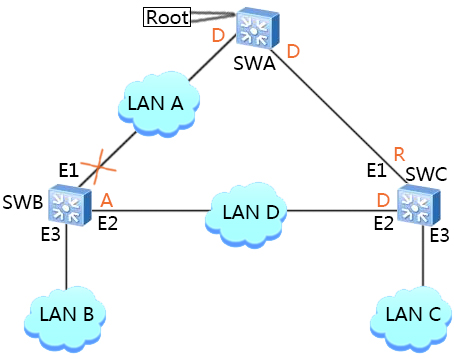 Root
D
D
SWA
LAN A
E1
R
E1
SWC
SWB
A
D
E2
LAN D
E2
E3
E3
LAN B
LAN C